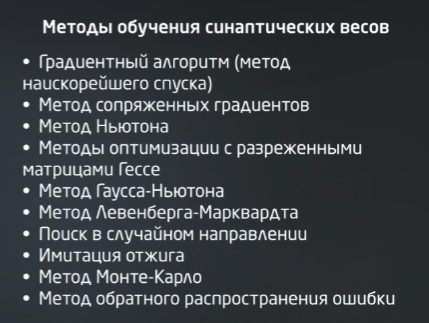 Методы обучения синаптических весов
• Градиентный алгоритм (метод
наискорейшего спуска)
• Метод сопряженных градиентов
• Метод Ньютона
• Методы оптимизации с разреженными
матрицами Гессе
• Метод Гаусса-Ньютона
• Метод Левенберга-Марквардта
• Поиск в случайном направлении
• Имитация отжига
• Метод Монте-Карло
• Метод обратного распространения ошибки